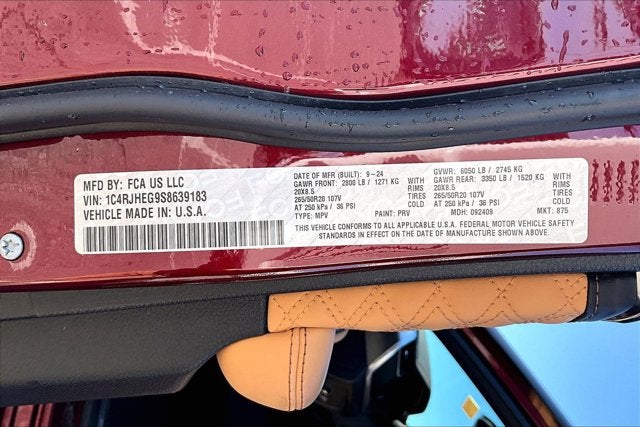 MFD BY: FCA US LLC
VIN: 1C4RJHEG9S8639183
VEHICLE MADE IN U.S.A.
DATE OF MFR (BUILT): 9-24 GVWR: 6050 LB / 2745 KG
GAWR FRONT: 2800 LB / 1271 KG WITH GAWR REAR: 3350 LB / 1520 KG WITH
20X8.5 RIMS 20X8.5 RIMS
265/50R20 107V TIRES 265/50R20 107V TIRES
AT 250 kPa / 36 PSI COLD AT 250 kPa / 36 PSI COLD
TYPE: MPV PAINT: PRV MDH: 092409 MKT: 875
THIS VEHICLE CONFORMS TO ALL APPLICABLE U.S.A. FEDERAL MOTOR VEHICLE SAFETY
STANDARDS IN EFFECT ON THE DATE OF MANUFACTURE SHOWN ABOVE.